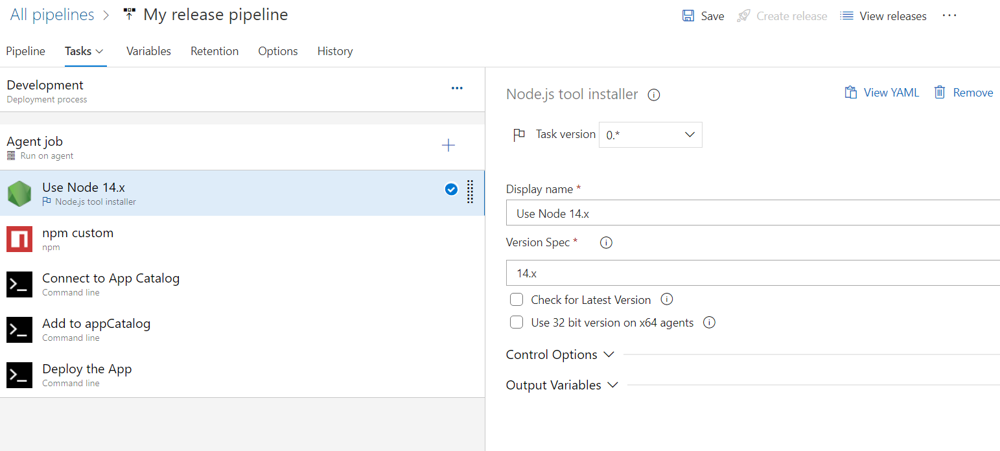 All pipelines > My release pipeline
Save Create release View releases ...
Pipeline Tasks Variables Retention Options History
Development
Deployment process
Agent job
Run on agent
Use Node 14.x
Node.js tool installer
npm custom
npm
Connect to App Catalog
Command line
Add to appCatalog
Command line
Deploy the App
Command line
Node.js tool installer
View YAML Remove
Task version 0.*
Display name *
Use Node 14.x
Version Spec *
14.x
Check for Latest Version
Use 32 bit version on x64 agents
Control Options
Output Variables